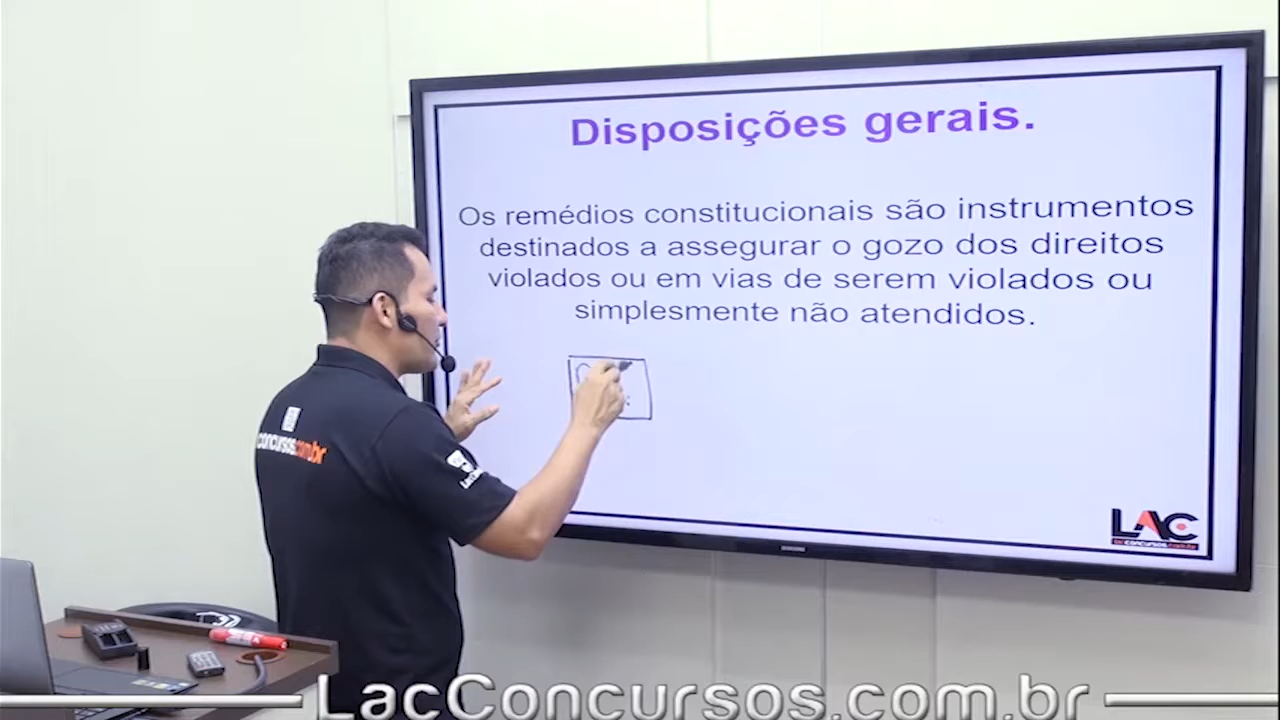 Disposições gerais.
Os remédios constitucionais são instrumentos
destinados a assegurar o gozo dos direitos
violados ou em vias de serem violados ou
simplesmente não atendidos.
concursos.com.br
LAC
LacConcursos.com.br